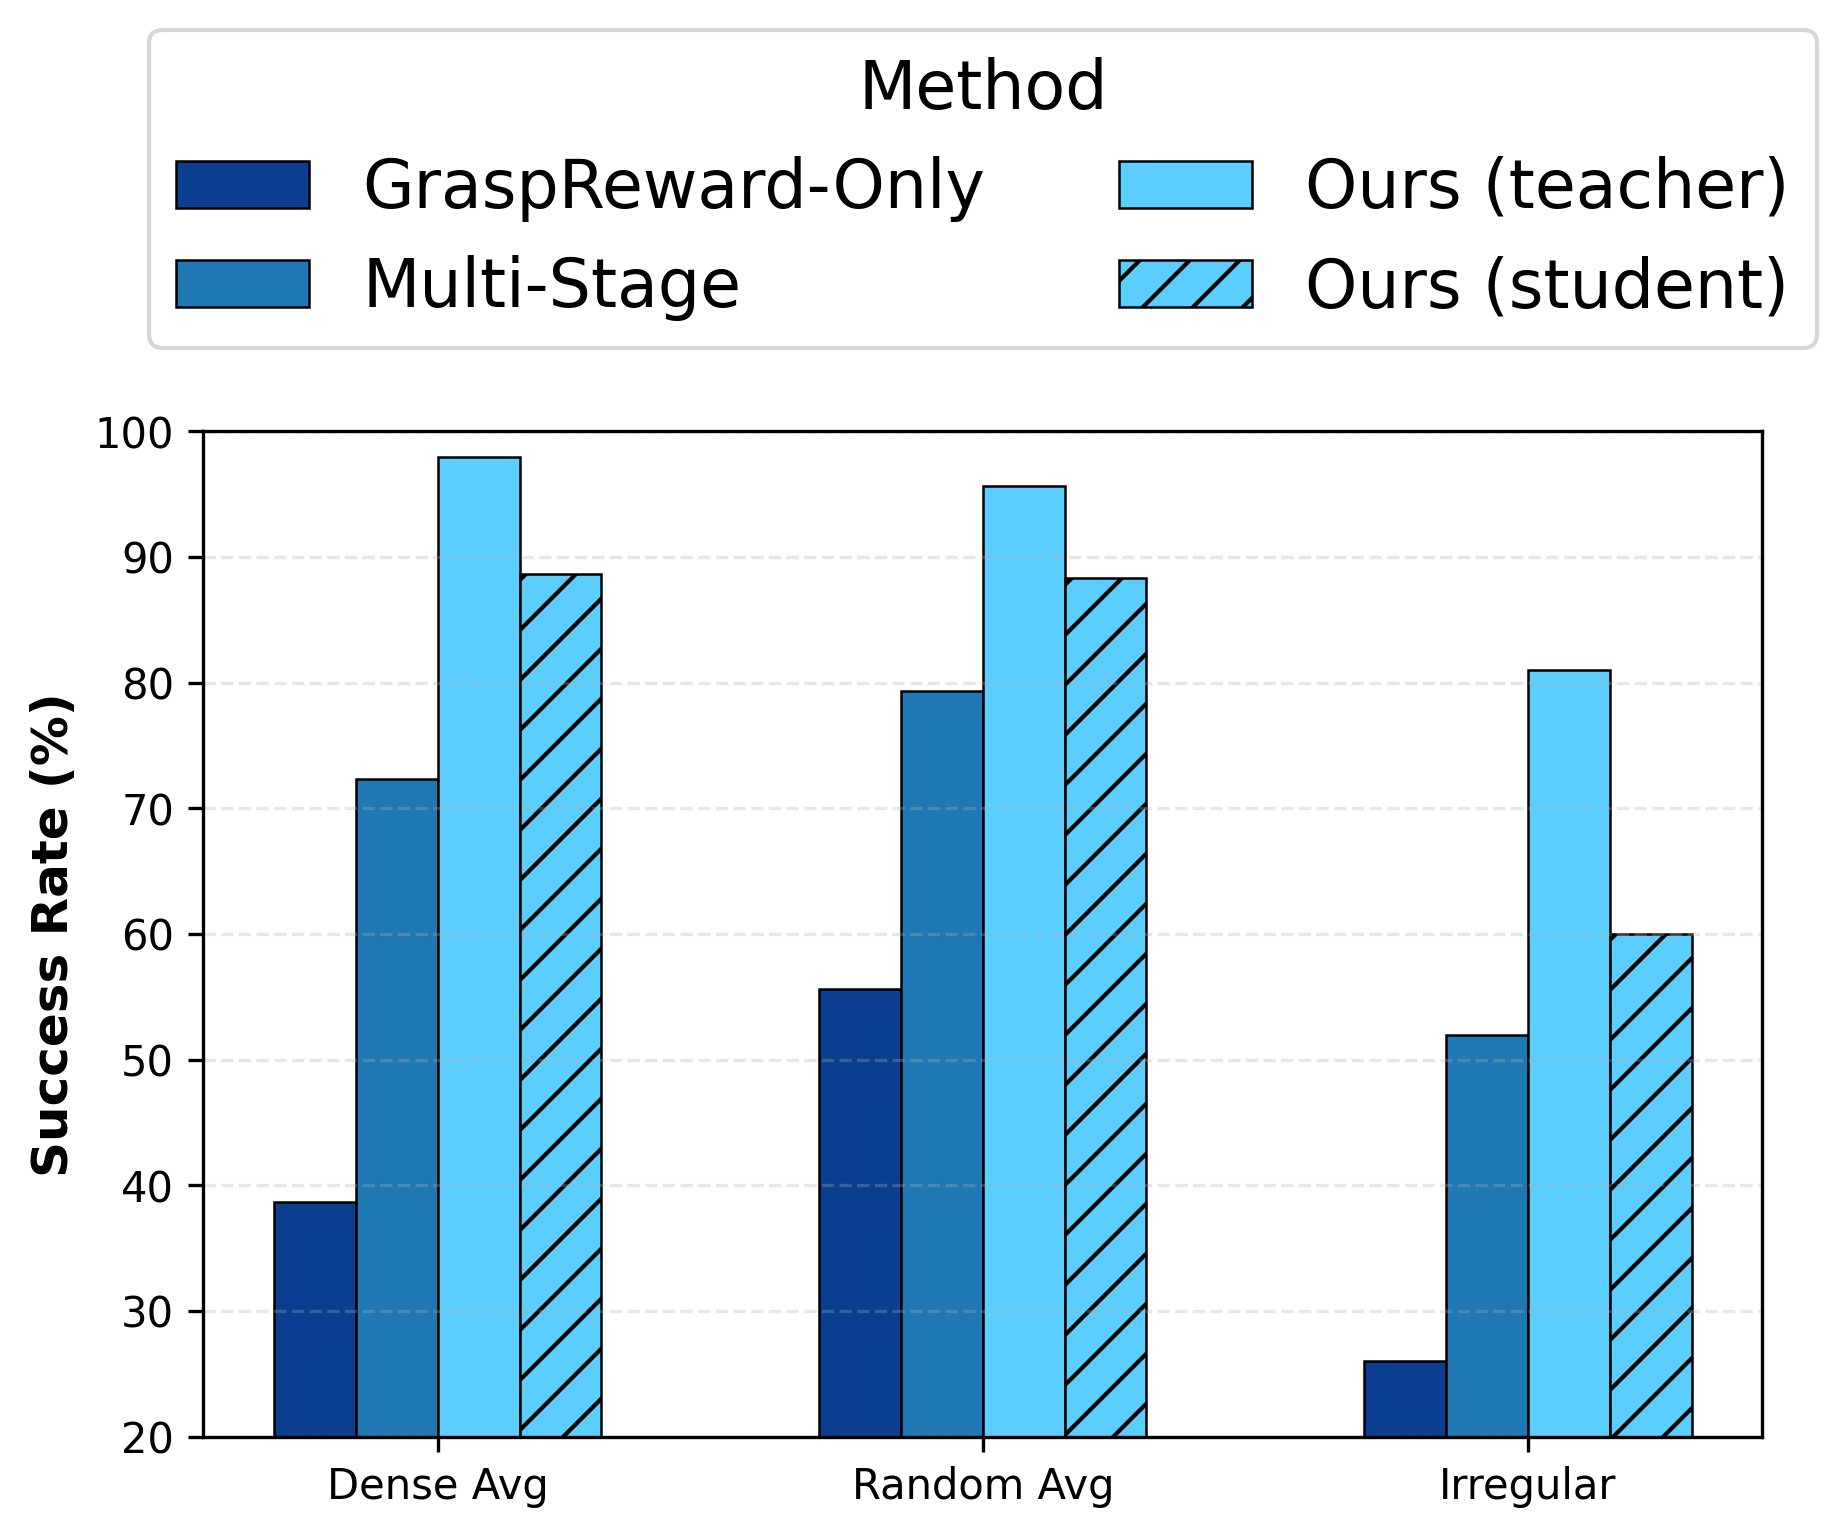 Method
GraspReward-Only
Multi-Stage
Ours (teacher)
Ours (student)
Success Rate (%)
100
90
80
70
60
50
40
30
20
Dense Avg
Random Avg
Irregular